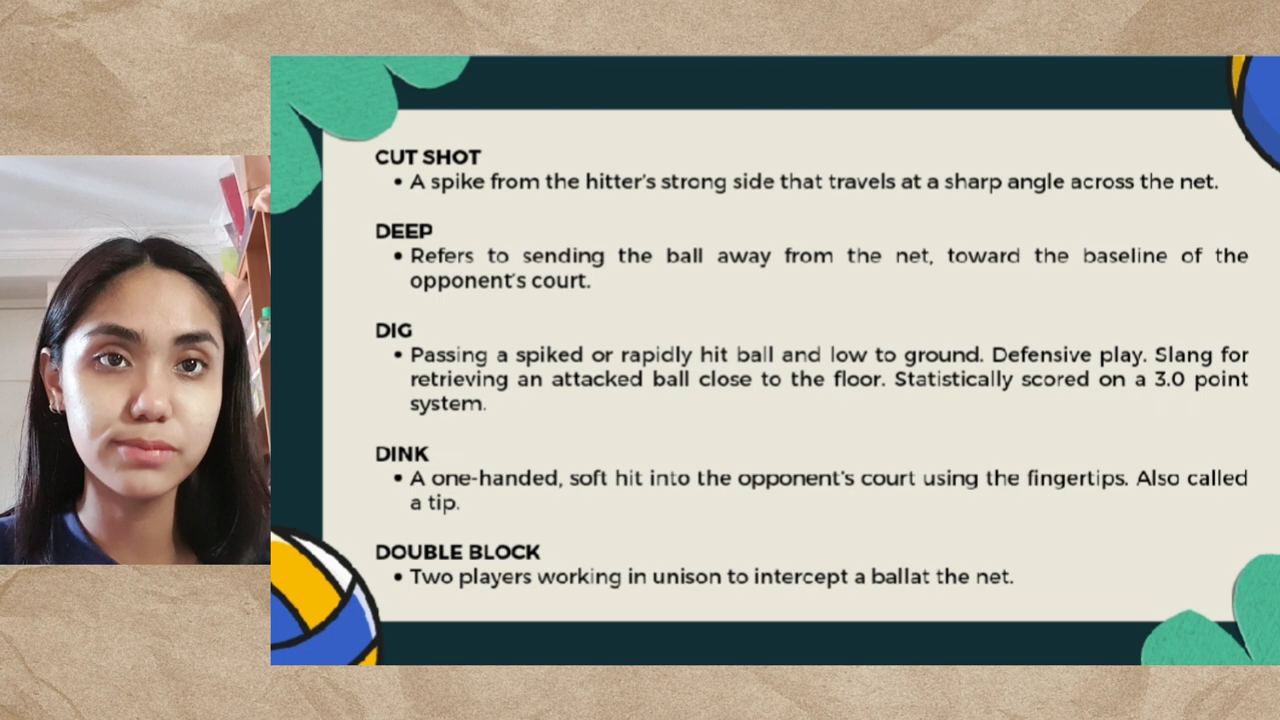 CUT SHOT
• A spike from the hitter's strong side that travels at a sharp angle across the net.
DEEP
• Refers to sending the ball away from the net, toward the baseline of the
opponent's court.
DIG
• Passing a spiked or rapidly hit ball and low to ground. Defensive play. Slang for
retrieving an attacked ball close to the floor. Statistically scored on a 3.0 point
system.
DINK
• A one-handed, soft hit into the opponent's court using the fingertips. Also called
a tip.
DOUBLE BLOCK
• Two players working in unison to intercept a ballat the net.